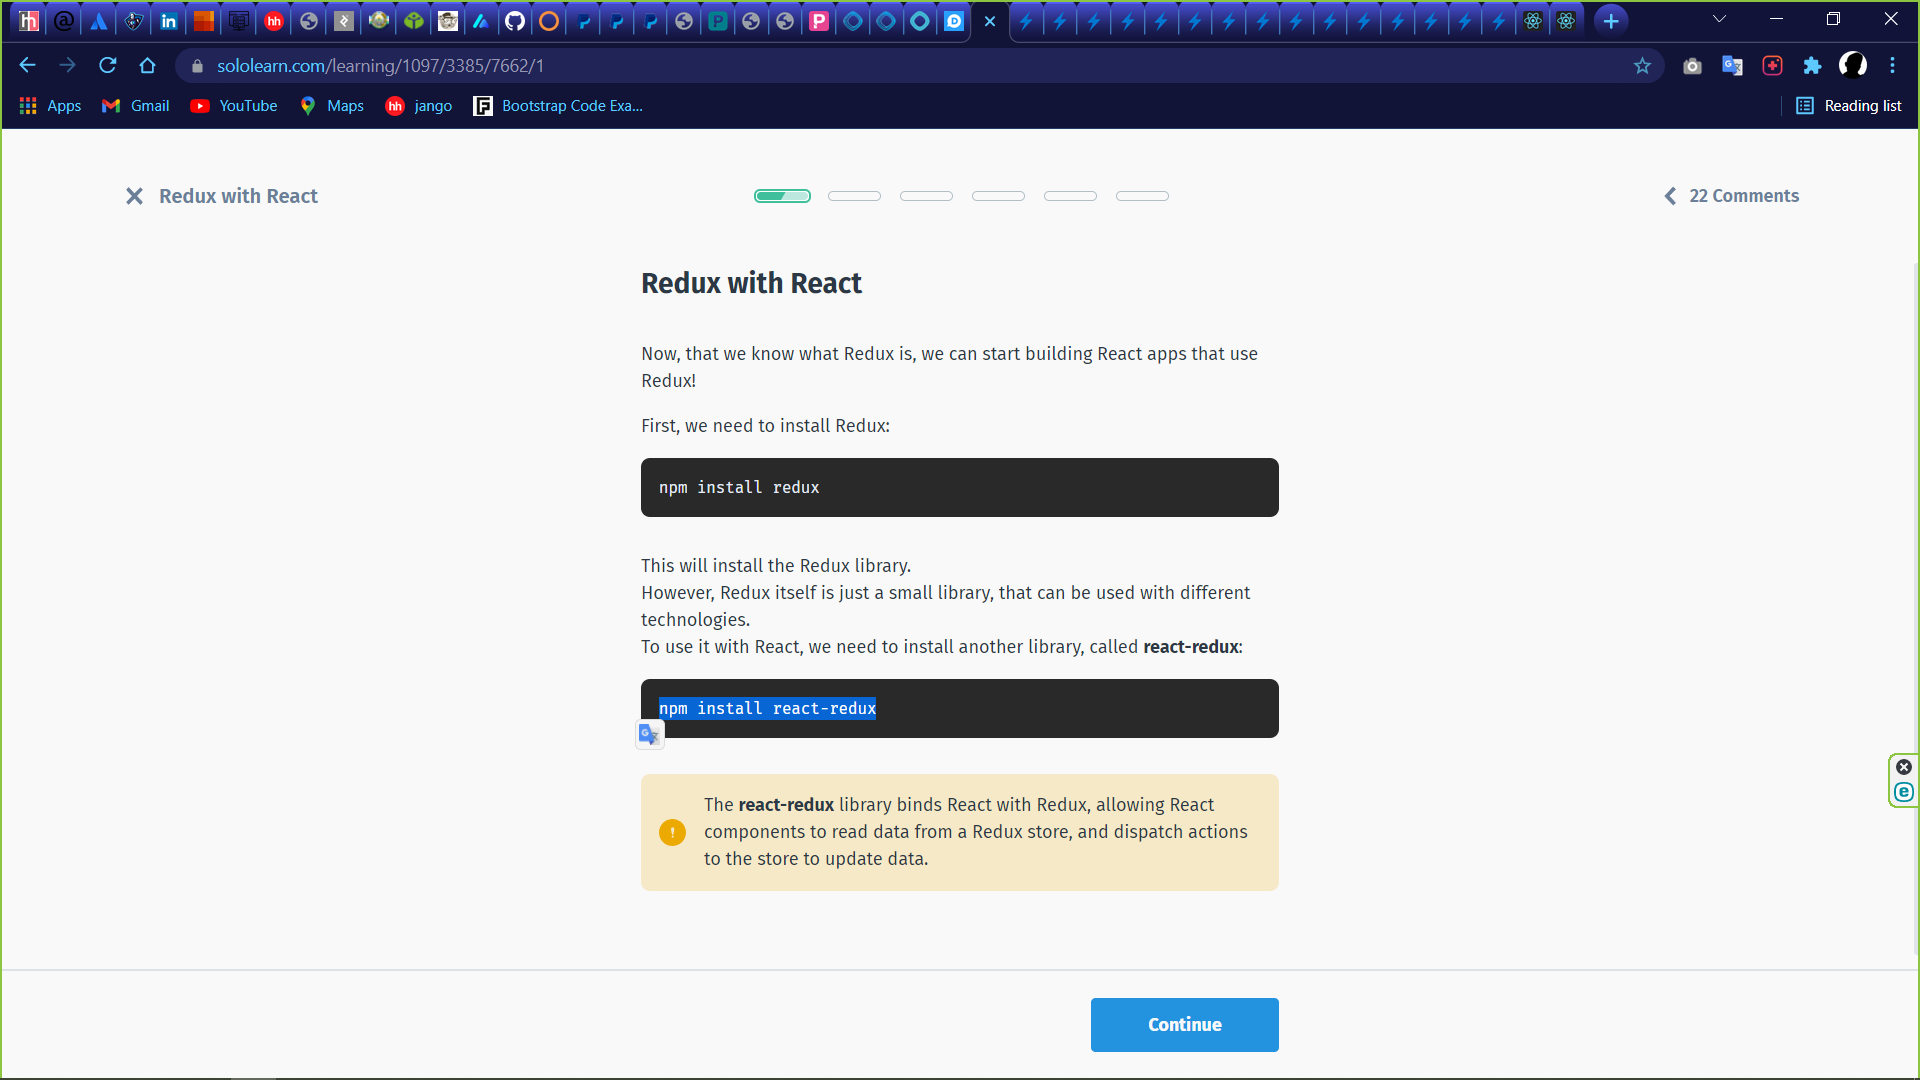 sololearn.com/learning/1097/3385/7662/1
Apps
Gmail
YouTube
Maps
jango
Bootstrap Code Exa...
Reading list
Redux with React
22 Comments
Redux with React
Now, that we know what Redux is, we can start building React apps that use
Redux!
First, we need to install Redux:
npm install redux
This will install the Redux library.
However, Redux itself is just a small library, that can be used with different
technologies.
To use it with React, we need to install another library, called react-redux:
npm install react-redux
The react-redux library binds React with Redux, allowing React
components to read data from a Redux store, and dispatch actions
to the store to update data.
Continue